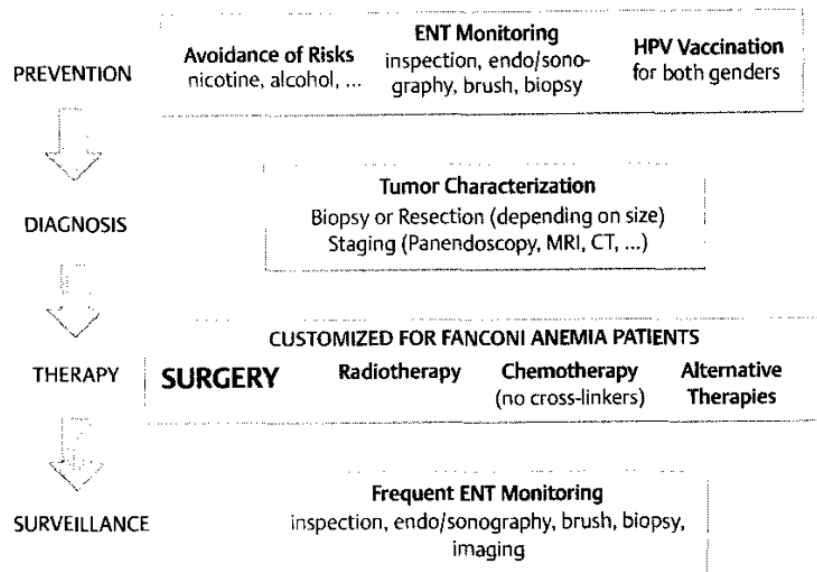 PREVENTION
Avoidance of Risks
nicotine, alcohol, ...
ENT Monitoring
inspection, endo/sono-
graphy, brush, biopsy
HPV Vaccination
for both genders
DIAGNOSIS
Tumor Characterization
Biopsy or Resection (depending on size)
Staging (Panendoscopy, MRI, CT, ...)
THERAPY
CUSTOMIZED FOR FANCONI ANEMIA PATIENTS
SURGERY
Radiotherapy
Chemotherapy
(no cross-linkers)
Alternative
Therapies
SURVEILLANCE
Frequent ENT Monitoring
inspection, endo/sonography, brush, biopsy,
imaging